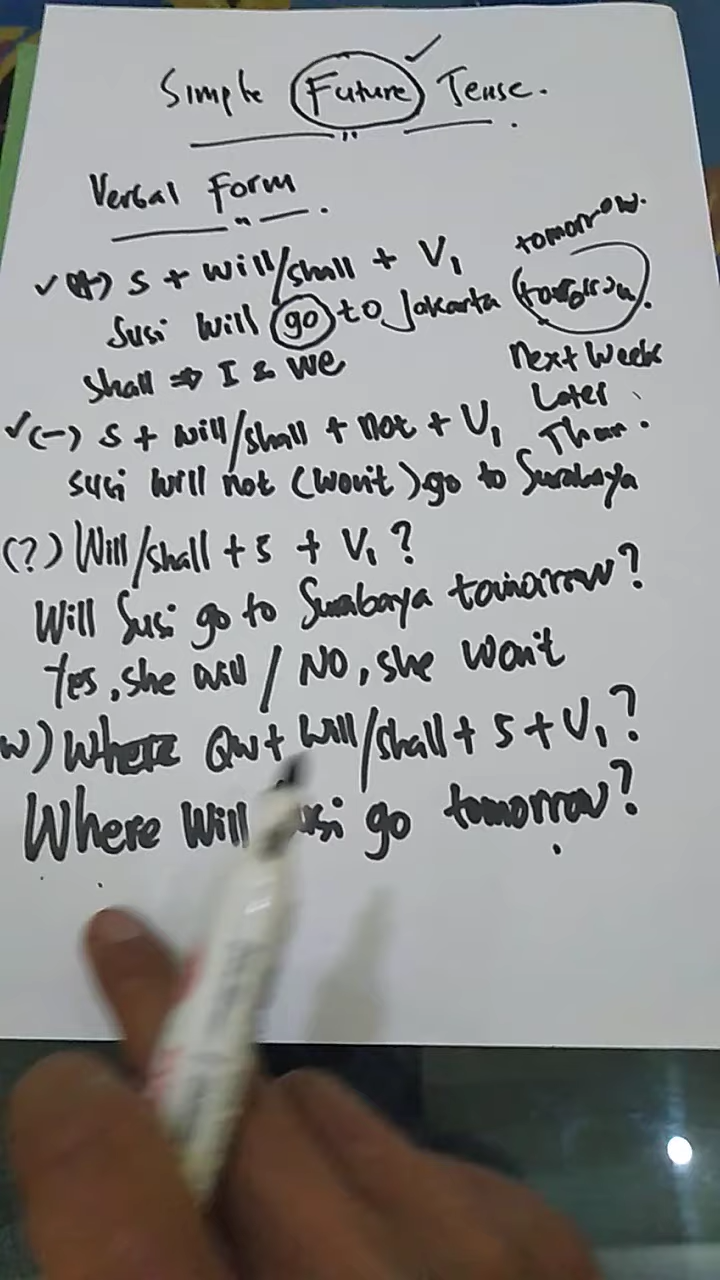 Simple Future Tense.
Verbal Form
(+) S + will/shall + V1
tomorrow.
Susi will go to Jakarta
Shall ⇒ I & We
Next Week
Later
(-) S + will/shall + not + V1
Susi will not (won't) go to Surabaya
(?) Will/shall + S + V1?
Will Susi go to Surabaya tomorrow?
Yes, she will / No, she won't
W) Where QW + will/shall + S + V1?
Where will go tomorrow?